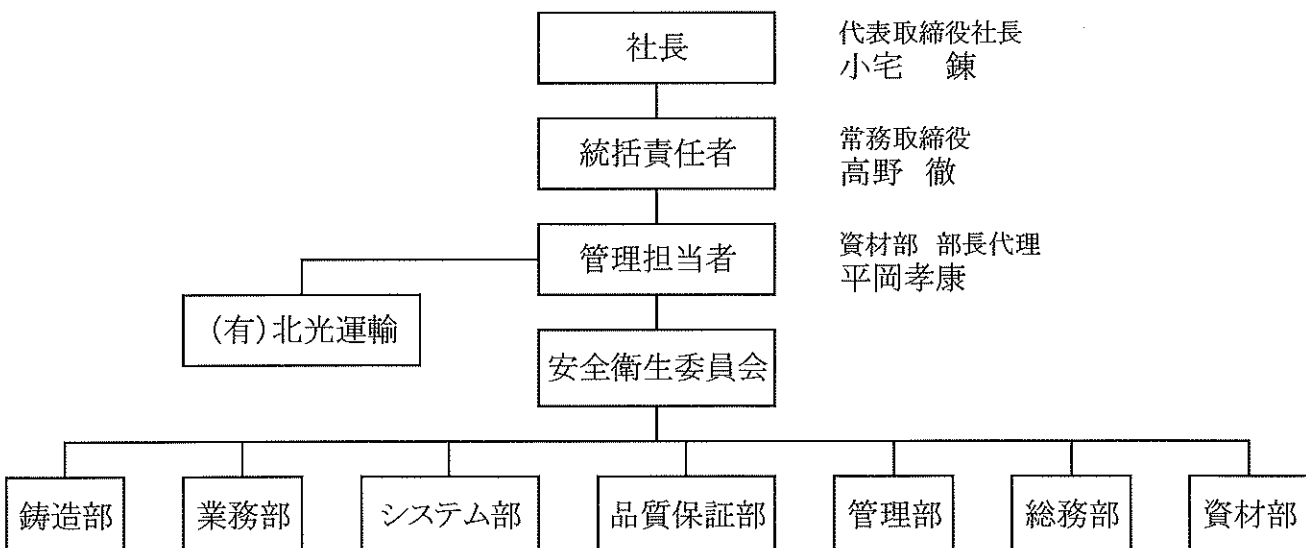 社長
代表取締役社長
小宅　錬
統括責任者
常務取締役
高野 徹
管理担当者
資材部 部長代理
平岡孝康
(有)北光運輸
安全衛生委員会
鋳造部 業務部 システム部 品質保証部 管理部 総務部 資材部